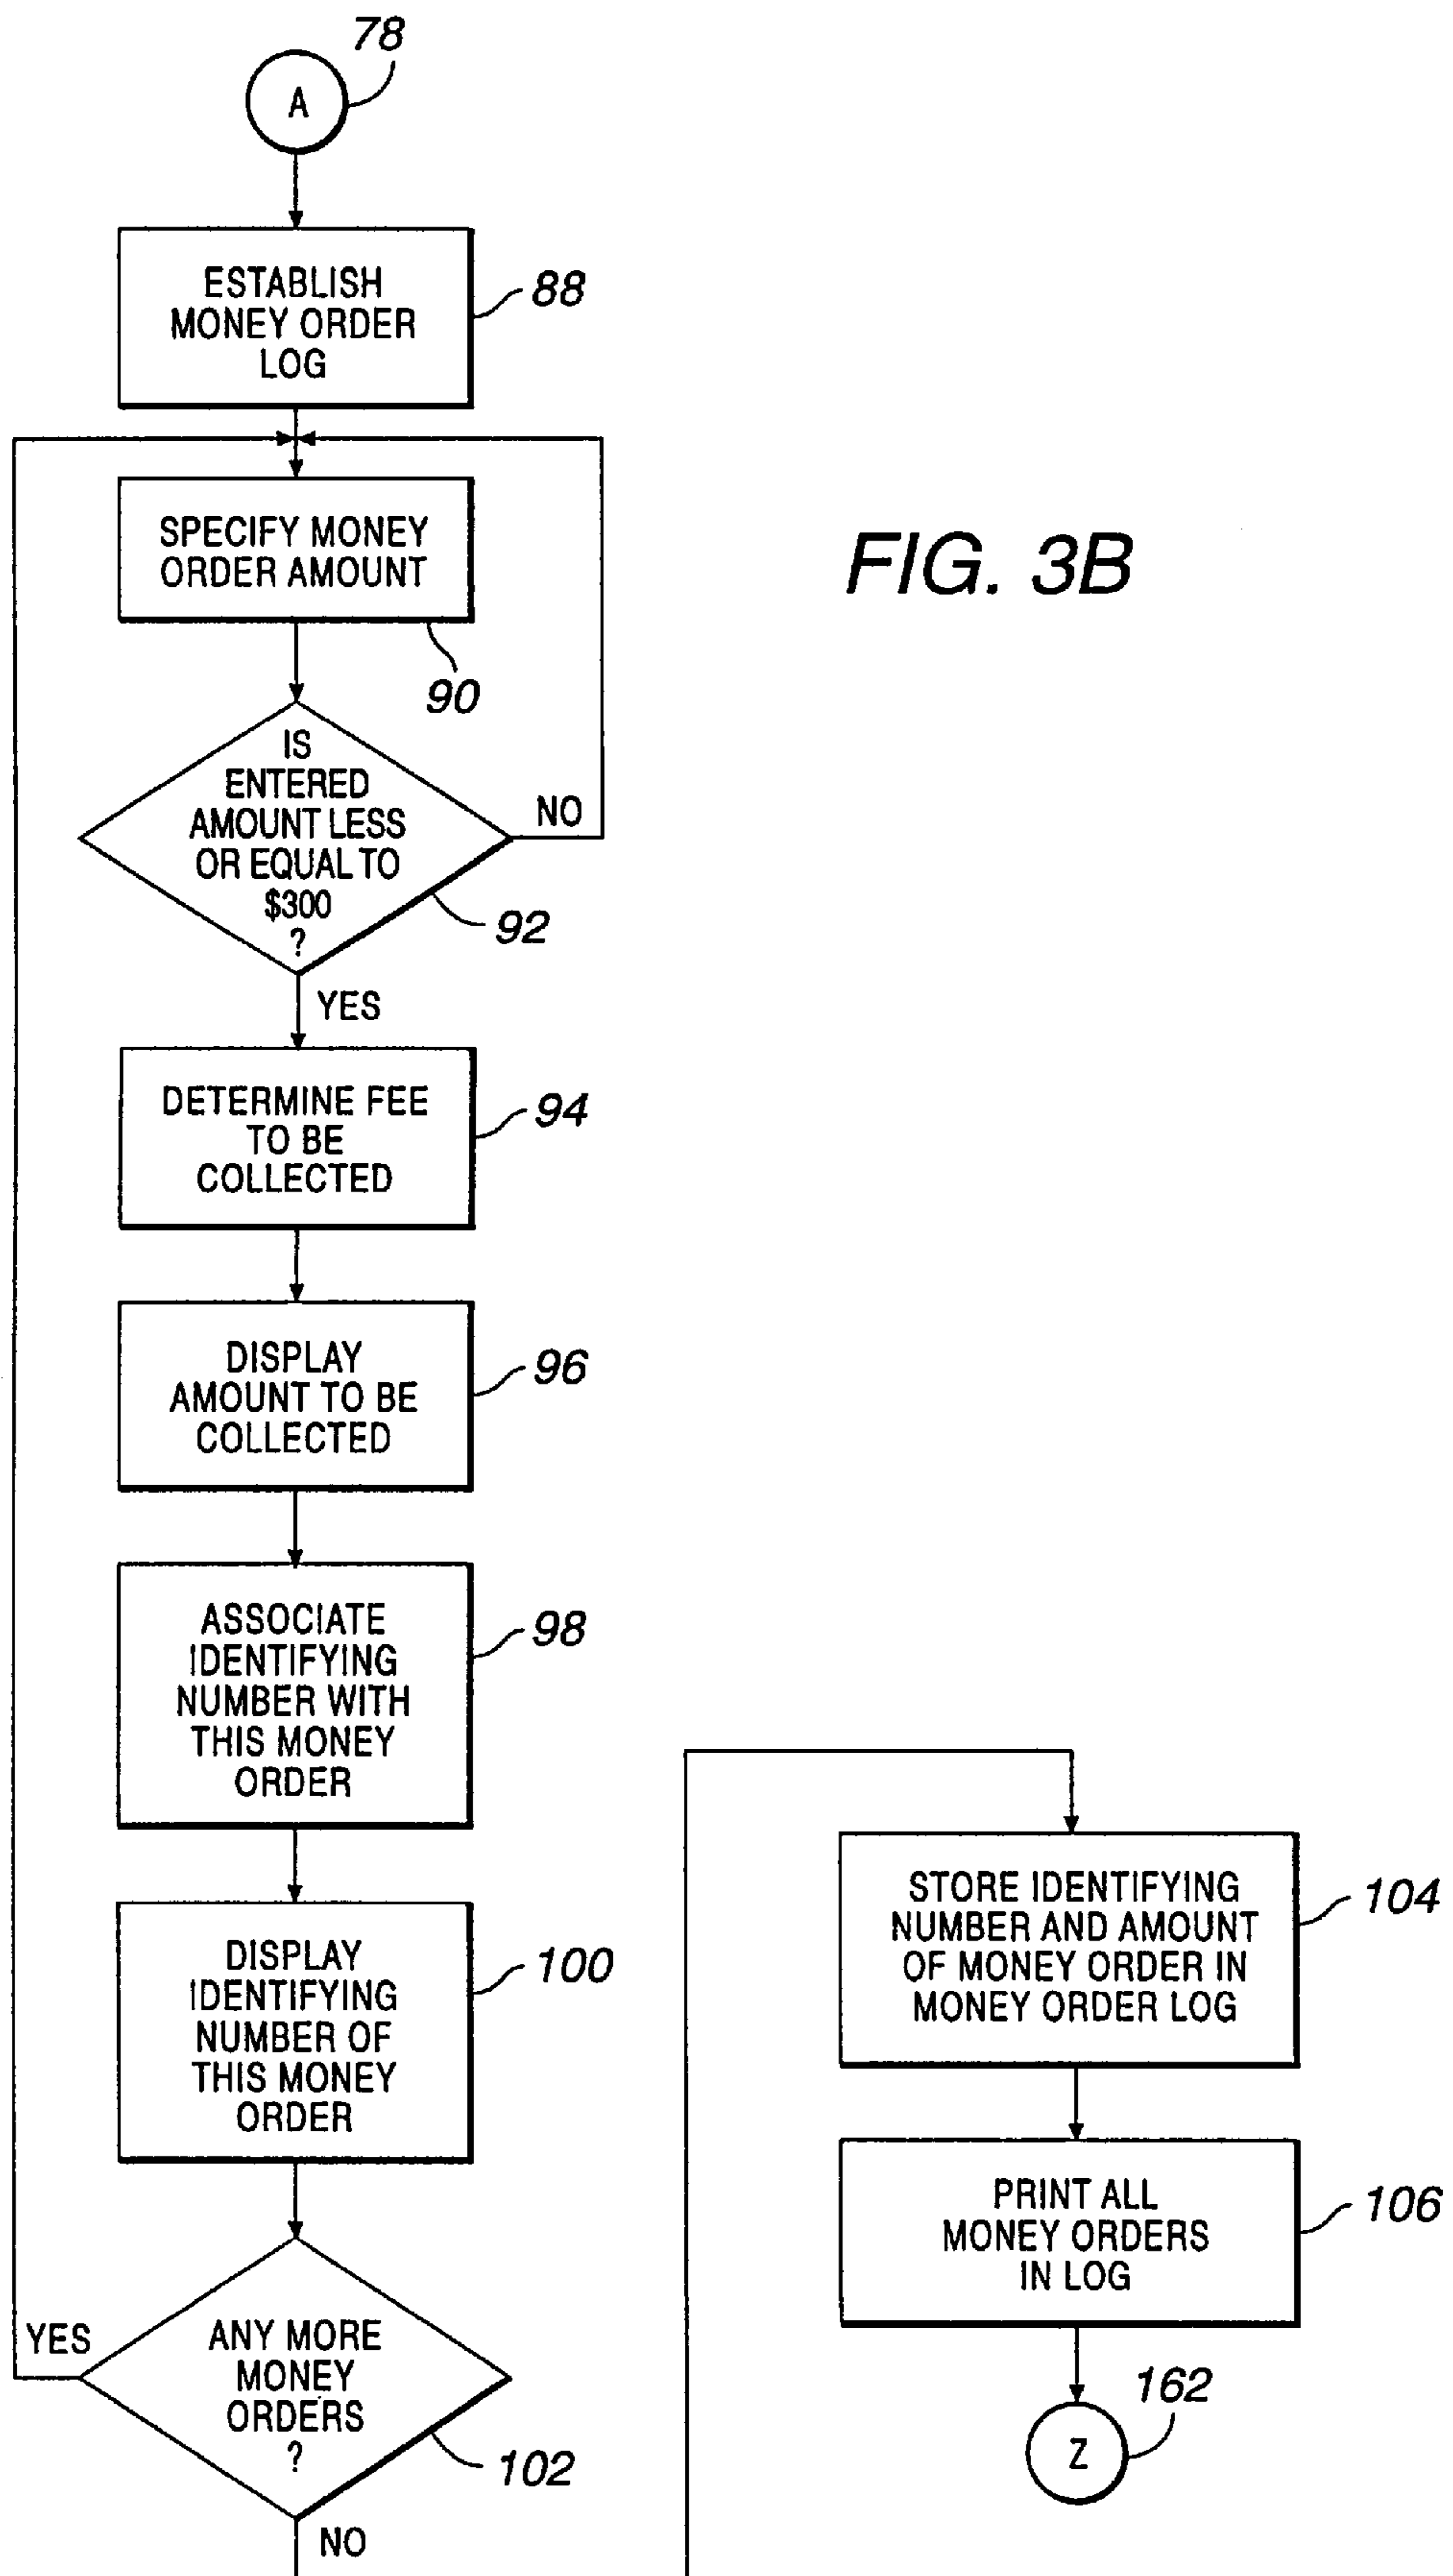 78
A
ESTABLISH
MONEY ORDER
LOG
88
SPECIFY MONEY
ORDER AMOUNT
90
FIG. 3B
IS
ENTERED
AMOUNT LESS
OR EQUAL TO
$300
?
NO
92
YES
DETERMINE FEE
TO BE
COLLECTED
94
DISPLAY
AMOUNT TO BE
COLLECTED
96
ASSOCIATE
IDENTIFYING
NUMBER WITH
THIS MONEY
ORDER
98
DISPLAY
IDENTIFYING
NUMBER OF
THIS MONEY
ORDER
100
YES
ANY MORE
MONEY
ORDERS
?
102
NO
STORE IDENTIFYING
NUMBER AND AMOUNT
OF MONEY ORDER IN
MONEY ORDER LOG
104
PRINT ALL
MONEY ORDERS
IN LOG
106
162
Z